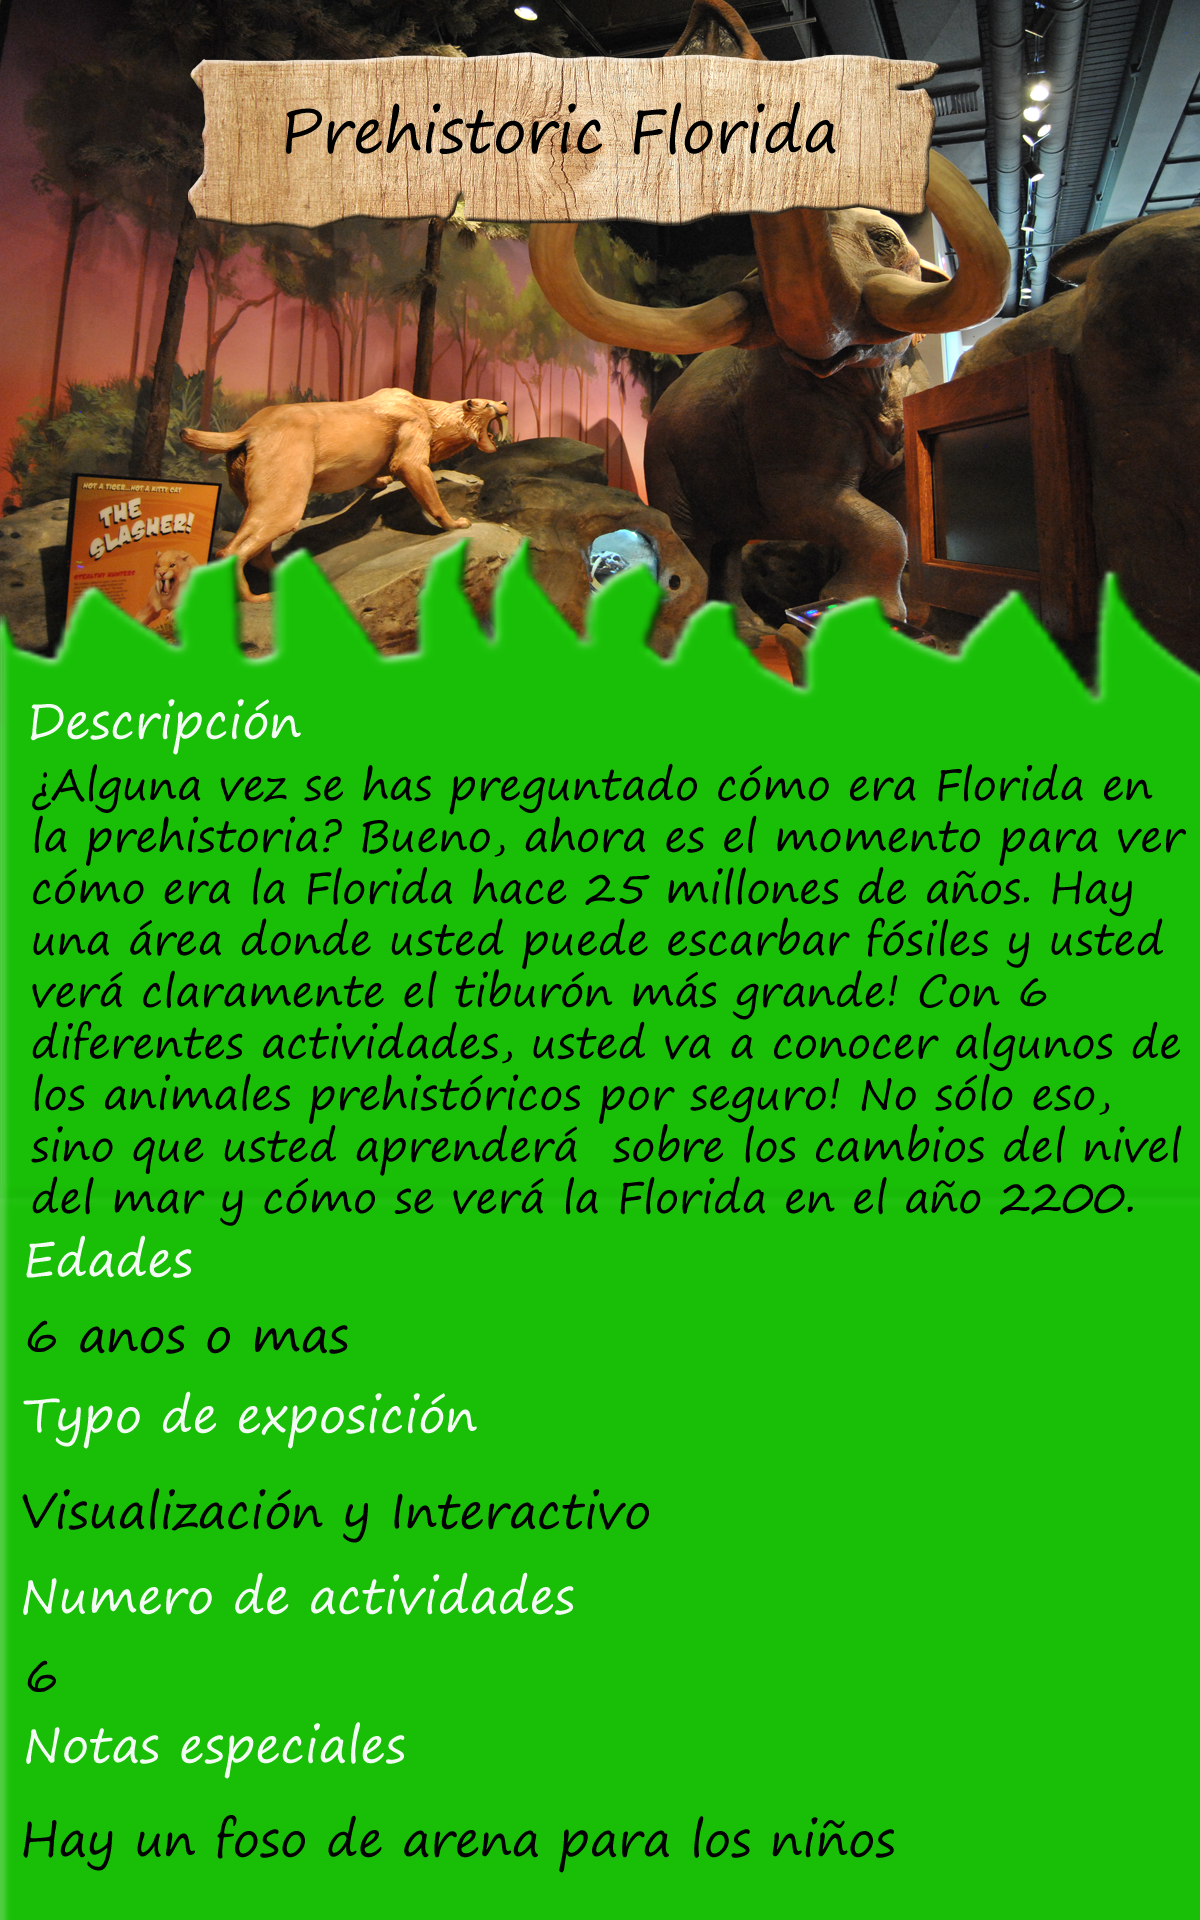 Prehistoric Florida
NOT A TIGER...NOT A KITTY CAT
THE
SLASHER!
STEALTHY HUNTERS
Descripción
¿Alguna vez se has preguntado cómo era Florida en
la prehistoria? Bueno, ahora es el momento para ver
cómo era la Florida hace 25 millones de años. Hay
una área donde usted puede escarbar fósiles y usted
verá claramente el tiburón más grande! Con 6
diferentes actividades, usted va a conocer algunos de
los animales prehistóricos por seguro! No sólo eso,
sino que usted aprenderá  sobre los cambios del nivel
del mar y cómo se verá la Florida en el año 2200.
Edades
6 anos o mas
Typo de exposición
Visualización y Interactivo
Numero de actividades
6
Notas especiales
Hay un foso de arena para los niños